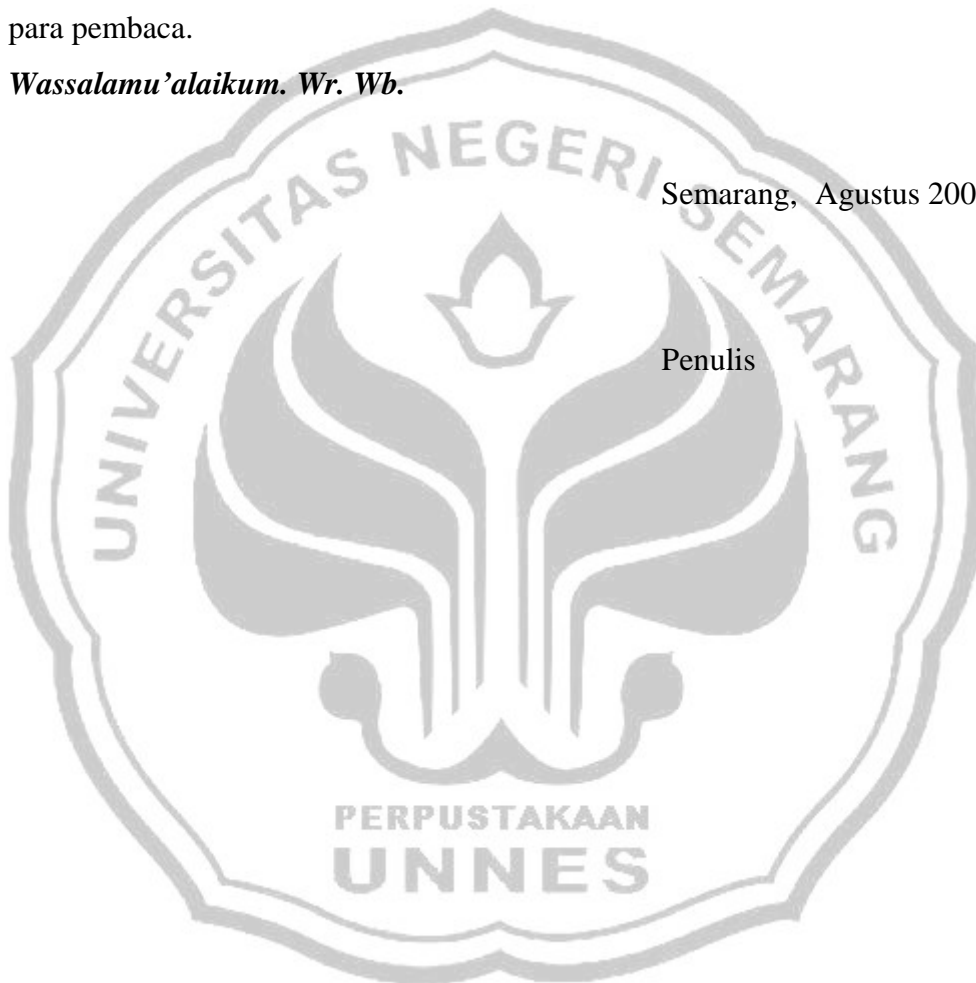 para pembaca.
Wassalamu’alaikum. Wr. Wb.
Semarang, Agustus 200
Penulis
UNIVERSITAS NEGERI SEMARANG
PERPUSTAKAAN
UNNES